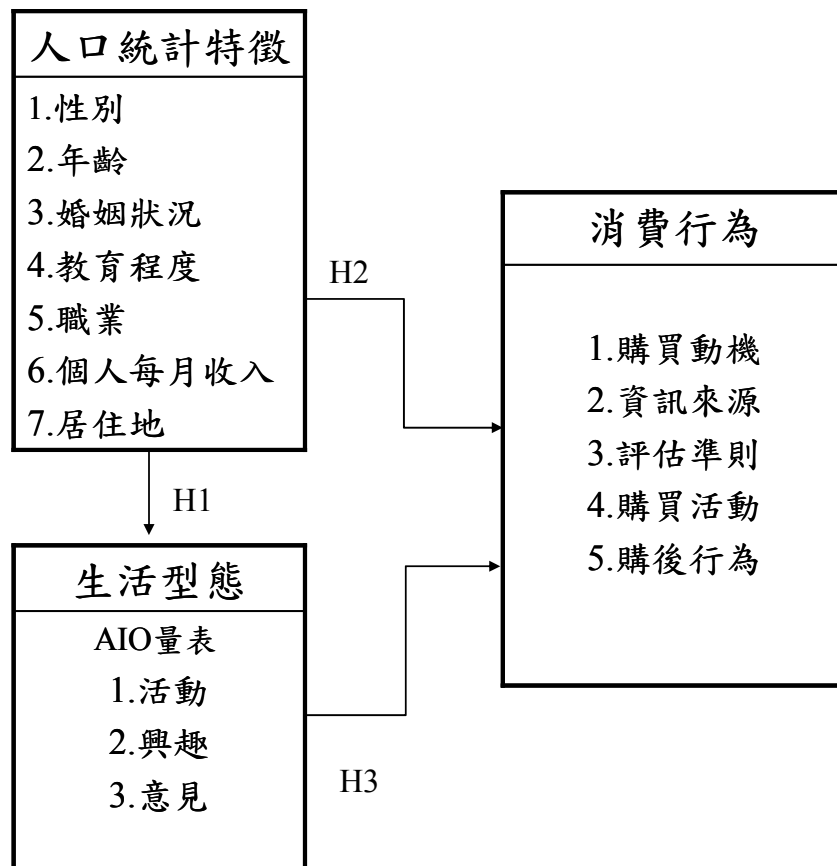 人口統計特徵
1.性別
2.年齡
3.婚姻狀況
4.教育程度
5.職業
6.個人每月收入
7.居住地
H2
H1
消費行為
1.購買動機
2.資訊來源
3.評估準則
4.購買活動
5.購後行為
生活型態
AIO量表
1.活動
2.興趣
3.意見
H3